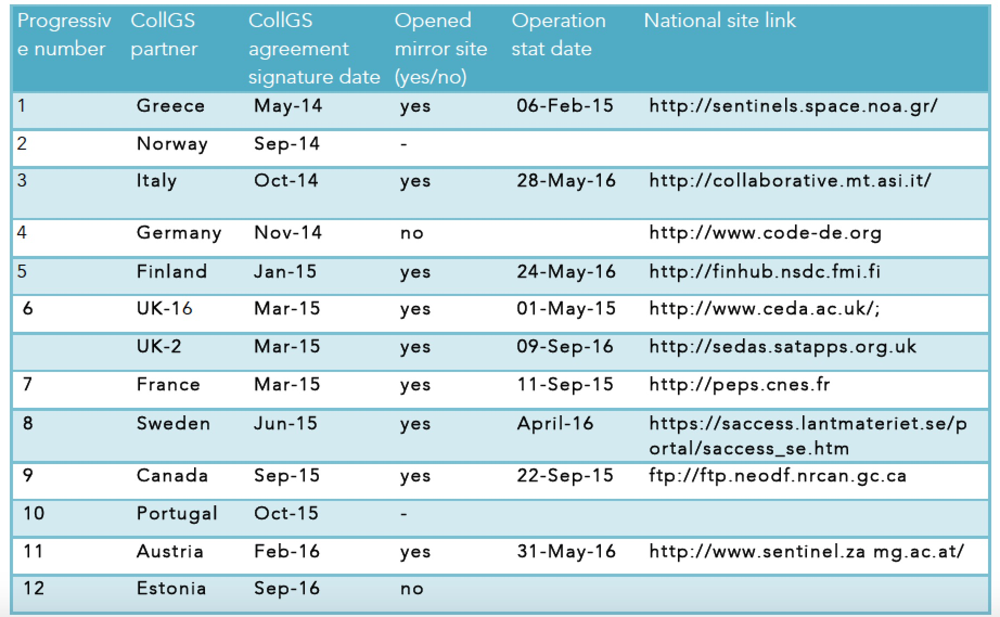 Progressiv CollGS CollGS Opened Operation National site link
e number partner agreement mirror site stat date
signature date (yes/no)
1 Greece May-14 yes 06-Feb-15 http://sentinels.space.noa.gr/
2 Norway Sep-14 -
3 Italy Oct-14 yes 28-May-16 http://collaborative.mt.asi.it/
4 Germany Nov-14 no http://www.code-de.org
5 Finland Jan-15 yes 24-May-16 http://finhub.nsdc.fmi.fi
6 UK-16 Mar-15 yes 01-May-15 http://www.ceda.ac.uk/;
UK-2 Mar-15 yes 09-Sep-16 http://sedas.satapps.org.uk
7 France Mar-15 yes 11-Sep-15 http://peps.cnes.fr
8 Sweden Jun-15 yes April-16 https://saccess.lantmateriet.se/p
ortal/saccess_se.htm
9 Canada Sep-15 yes 22-Sep-15 ftp://ftp.neodf.nrcan.gc.ca
10 Portugal Oct-15 -
11 Austria Feb-16 yes 31-May-16 http://www.sentinel.za mg.ac.at/
12 Estonia Sep-16 no